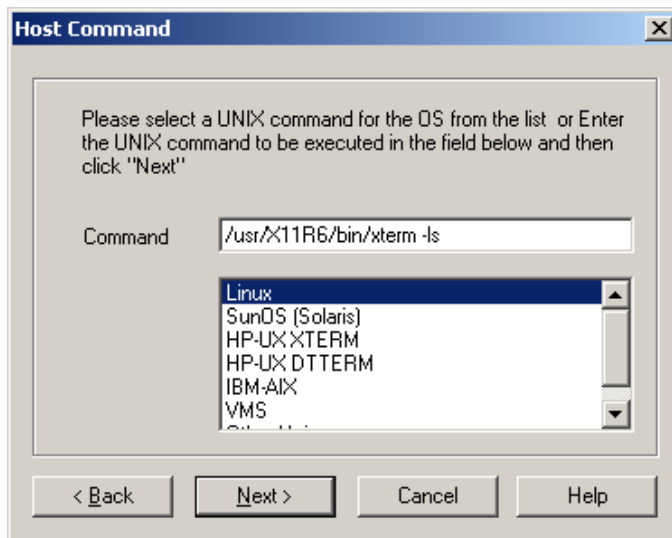 Host Command
Please select a UNIX command for the OS from the list or Enter
the UNIX command to be executed in the field below and then
click "Next"
Command
/usr/X11R6/bin/xterm -ls
Linux
SunOS (Solaris)
HP-UX XTERM
HP-UX DTTERM
IBM-AIX
VMS
< Back
Next >
Cancel
Help